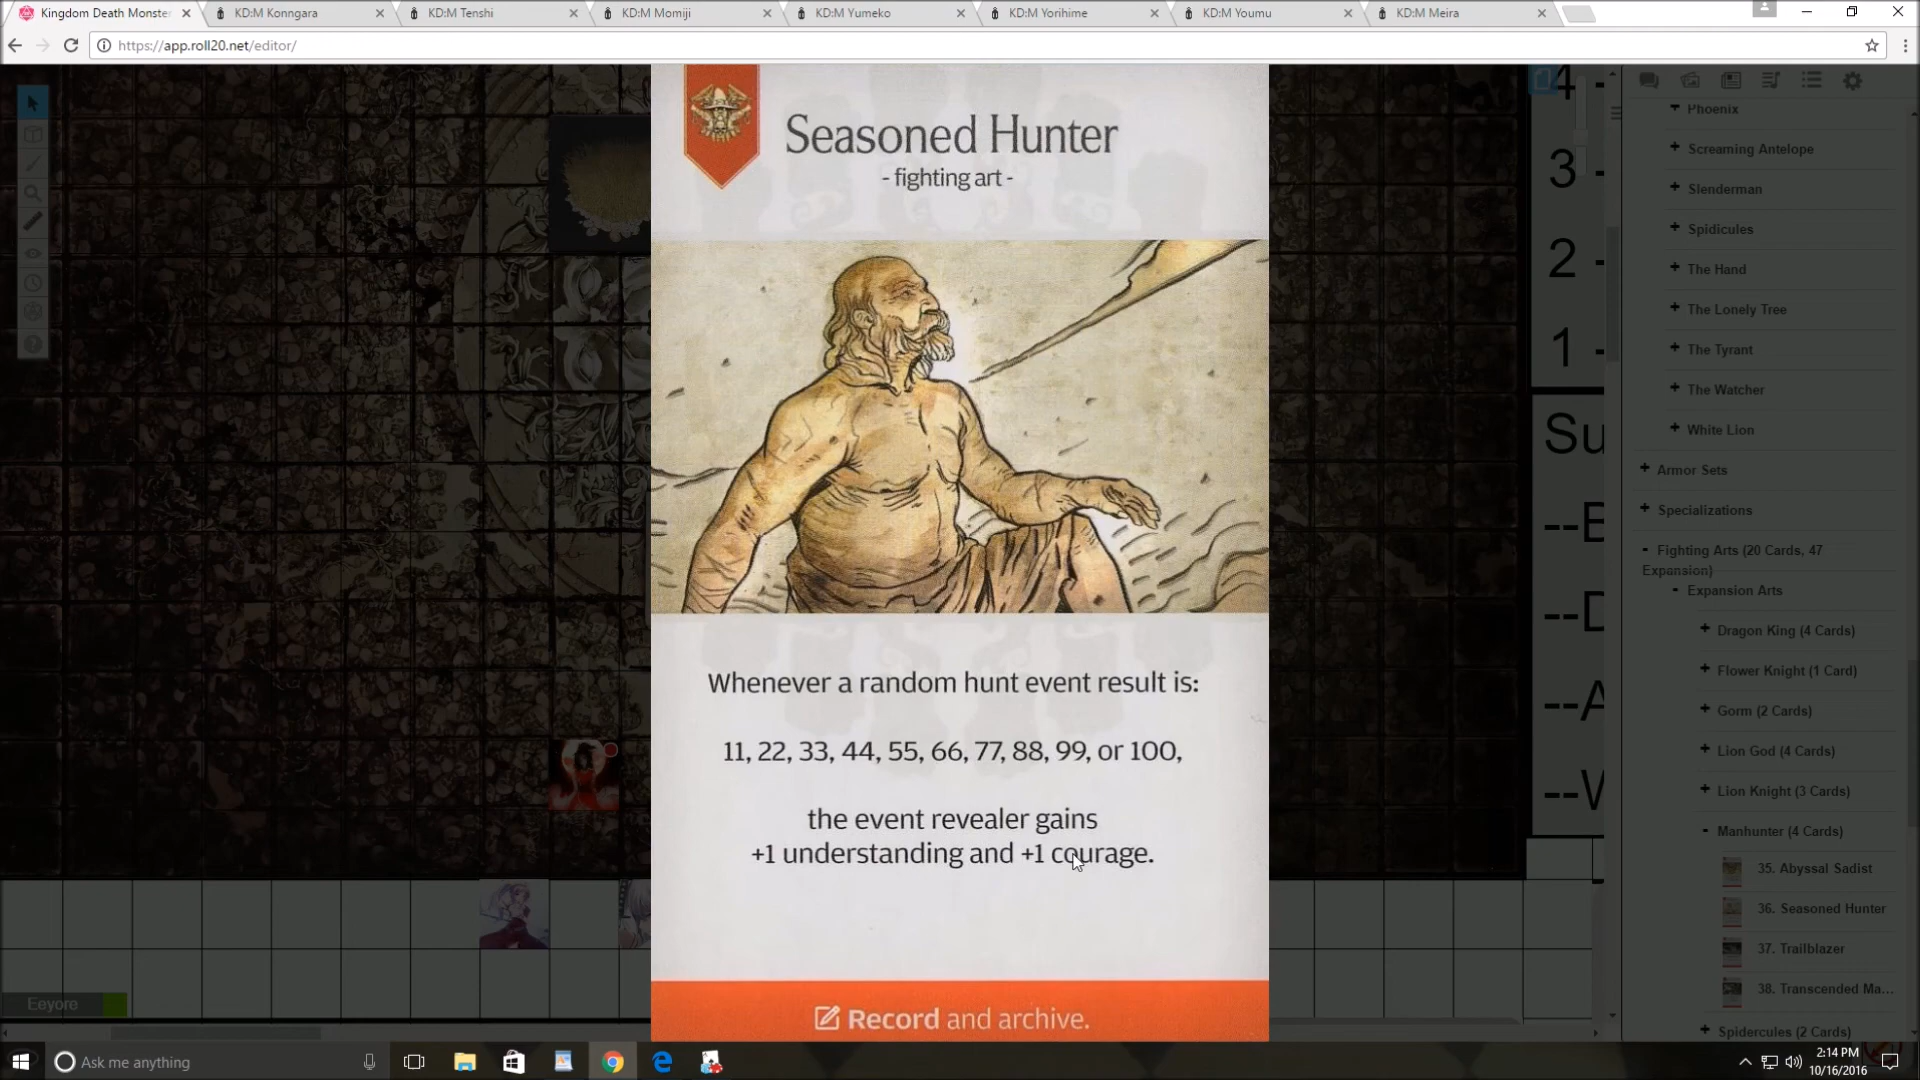 Kingdom Death Monster
KD:M Konngara
KD:M Tenshi
KD:M Momiji
KD:M Yumeko
KD:M Yorihime
KD:M Youmu
KD:M Meira
https://app.roll20.net/editor/
Seasoned Hunter
- fighting art -
Whenever a random hunt event result is:
11, 22, 33, 44, 55, 66, 77, 88, 99, or 100,
the event revealer gains
+1 understanding and +1 courage.
Record and archive.
4 -
3 -
2 -
1 -
Su
--E
--D
--A
--W
Phoenix
Screaming Antelope
Slenderman
Spidicules
The Hand
The Lonely Tree
The Tyrant
The Watcher
White Lion
Armor Sets
Specializations
Fighting Arts (20 Cards, 47
Expansion)
Expansion Arts
Dragon King (4 Cards)
Flower Knight (1 Card)
Gorm (2 Cards)
Lion God (4 Cards)
Lion Knight (3 Cards)
Manhunter (4 Cards)
35. Abyssal Sadist
36. Seasoned Hunter
37. Trailblazer
38. Transcended Ma...
Spidercules (2 Cards)
Eeyore
Ask me anything
2:14 PM
10/16/2016